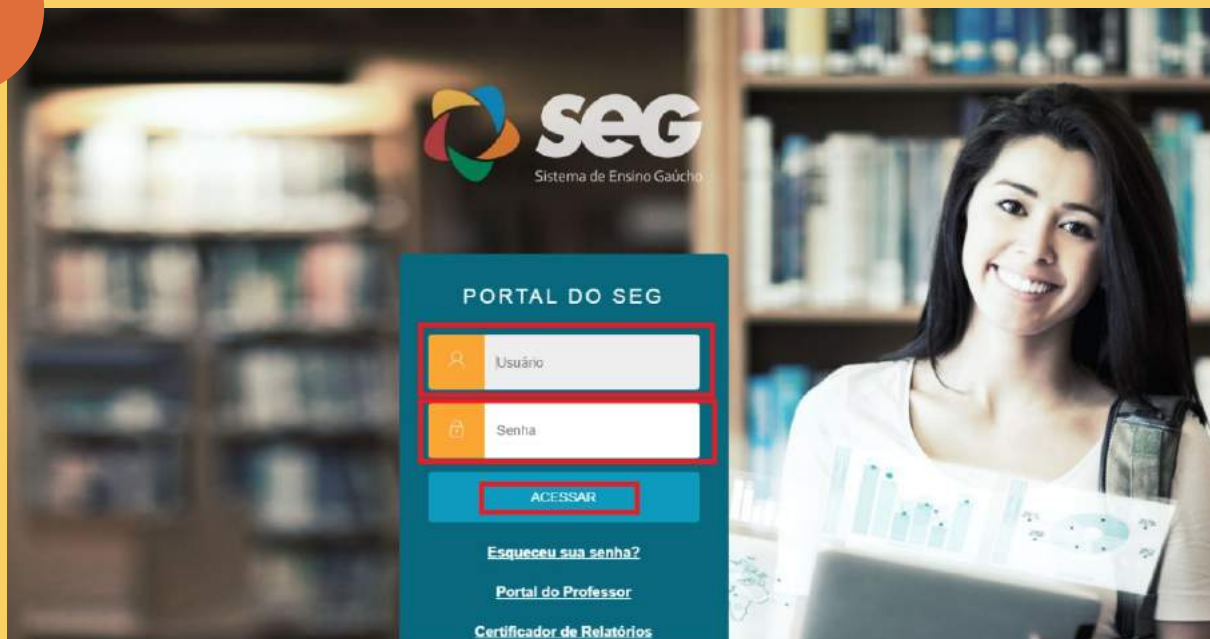 seG
Sistema de Ensino Gaúcho
PORTAL DO SEG
Usuário
Senha
ACESSAR
Esqueceu sua senha?
Portal do Professor
Certificador de Relatórios